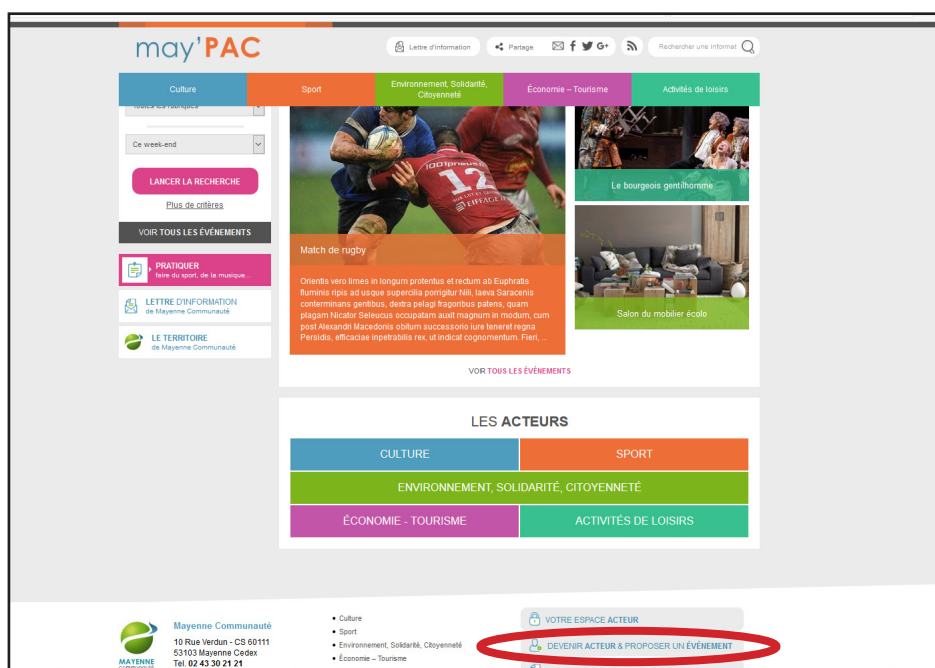 may'PAC
Lettre d'information
Partage
Rechercher une informat
Culture
Sport
Environnement, Solidarité,
Citoyenneté
Économie – Tourisme
Activités de loisirs
Toutes les rubriques
Ce week-end
LANCER LA RECHERCHE
Plus de critères
VOIR TOUS LES ÉVÉNEMENTS
PRATIQUER
faire du sport, de la musique...
LETTRE D'INFORMATION
de Mayenne Communauté
LE TERRITOIRE
de Mayenne Communauté
1001pneus
12
EIFFAGE
Match de rugby
Orientis vero limes in longum protentus et rectum ab Euphratis
fluminis ripis ad usque supercilia porrigitur Nili, laeva Saracenis
conterminans gentibus, dextra pelagi fragoribus patens, quam
plagam Nicator Seleucus occupatam auxit magnum in modum, cum
post Alexandri Macedonis obitum successorio iure teneret regna
Persidis, efficaciae inpetrabilis rex, ut indicat cognomentum. Fieri, ...
Le bourgeois gentilhomme
Salon du mobilier écolo
VOIR TOUS LES ÉVÉNEMENTS
LES ACTEURS
CULTURE
SPORT
ENVIRONNEMENT, SOLIDARITÉ, CITOYENNETÉ
ÉCONOMIE - TOURISME
ACTIVITÉS DE LOISIRS
MAYENNE
communauté
Mayenne Communauté
10 Rue Verdun - CS 60111
53103 Mayenne Cedex
Tel. 02 43 30 21 21
• Culture
• Sport
• Environnement, Solidarité, Citoyenneté
• Économie – Tourisme
VOTRE ESPACE ACTEUR
DEVENIR ACTEUR & PROPOSER UN ÉVÉNEMENT